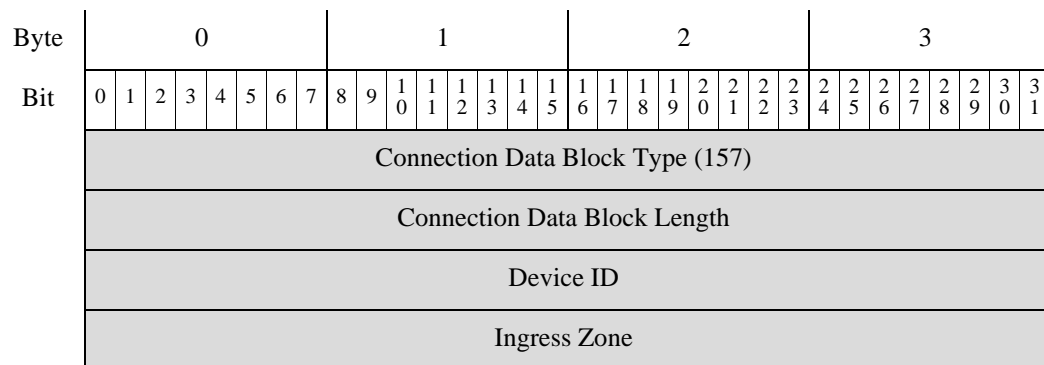 Byte 0 1 2 3
Bit 0 1 2 3 4 5 6 7 8 9 10 11 12 13 14 15 16 17 18 19 20 21 22 23 24 25 26 27 28 29 30 31
Connection Data Block Type (157)
Connection Data Block Length
Device ID
Ingress Zone